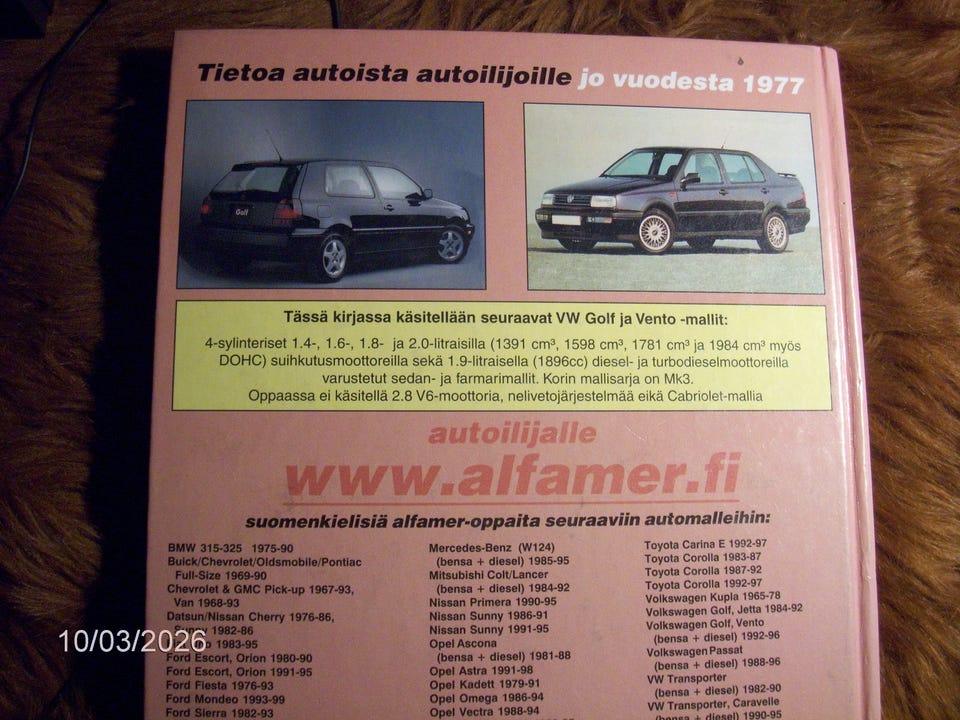 Tietoa autoista autoilijoille jo vuodesta 1977
Golf
Tässä kirjassa käsitellään seuraavat VW Golf ja Vento -mallit:
4-sylinteriset 1.4-, 1.6-, 1.8- ja 2.0-litraisilla (1391 cm³, 1598 cm³, 1781 cm³ ja 1984 cm³ myös
DOHC) suihkutusmoottoreilla sekä 1.9-litraisella (1896cc) diesel- ja turbodieselmoottoreilla
varustetut sedan- ja farmarimallit. Korin mallisarja on Mk3.
Oppaassa ei käsitellä 2.8 V6-moottoria, nelivetojärjestelmää eikä Cabriolet-mallia
autoilijalle
www.alfamer.fi
suomenkielisiä alfamer-oppaita seuraaviin automalleihin:
BMW 315-325 1975-90
Buick/Chevrolet/Oldsmobile/Pontiac
Full-Size 1969-90
Chevrolet & GMC Pick-up 1967-93,
Van 1968-93
Datsun/Nissan Cherry 1976-86,
Sunny 1982-86
1983-95
Ford Escort, Orion 1980-90
Ford Escort, Orion 1991-95
Ford Fiesta 1976-93
Ford Mondeo 1993-99
Ford Sierra 1982-93
Mercedes-Benz (W124)
(bensa + diesel) 1985-95
Mitsubishi Colt/Lancer
(bensa + diesel) 1984-92
Nissan Primera 1990-95
Nissan Sunny 1986-91
Nissan Sunny 1991-95
Opel Ascona
(bensa + diesel) 1981-88
Opel Astra 1991-98
Opel Kadett 1979-91
Opel Omega 1986-94
Opel Vectra 1988-94
Toyota Carina E 1992-97
Toyota Corolla 1983-87
Toyota Corolla 1987-92
Toyota Corolla 1992-97
Volkswagen Kupla 1965-78
Volkswagen Golf, Jetta 1984-92
Volkswagen Golf, Vento
(bensa + diesel) 1992-96
Volkswagen Passat
(bensa + diesel) 1988-96
VW Transporter
(bensa + diesel) 1982-90
VW Transporter, Caravelle
(bensa + diesel) 1990-95
10/03/2026